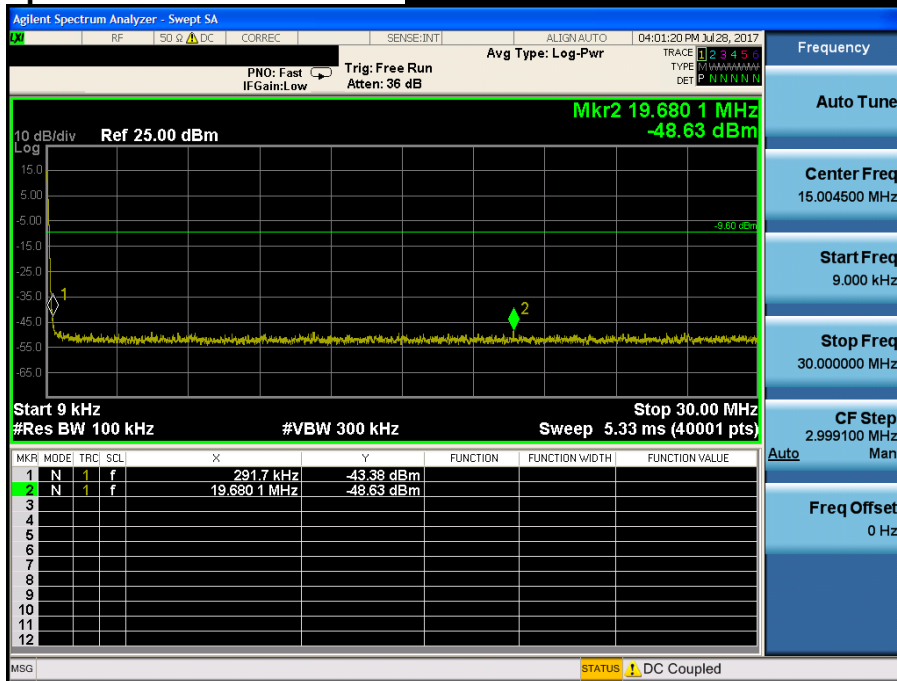 Agilent Spectrum Analyzer - Swept SA
LXI RF 50 Ω DC CORREC SENSE:INT ALIGN AUTO 04:01:20 PM Jul 28, 2017
Frequency
Avg Type: Log-Pwr
TRACE 1 2 3 4 5 6
PNO: Fast Trig: Free Run
TYPE M
IFGain:Low Atten: 36 dB
DET P N N N N N
Auto Tune
Mkr2 19.680 1 MHz
10 dB/div Ref 25.00 dBm -48.63 dBm
Log
15.0
5.00
-5.00
-9.60 dBm
-15.0
-25.0
-35.0
1
2
-45.0
-55.0
-65.0
Center Freq
15.004500 MHz
Start Freq
9.000 kHz
Stop Freq
30.000000 MHz
Start 9 kHz Stop 30.00 MHz
#Res BW 100 kHz #VBW 300 kHz Sweep 5.33 ms (40001 pts)
CF Step
2.999100 MHz
Auto Man
MKR MODE TRC SCL X Y FUNCTION FUNCTION WIDTH FUNCTION VALUE
1 N 1 f 291.7 kHz -43.38 dBm
2 N 1 f 19.680 1 MHz -48.63 dBm
3
4
5
6
7
8
9
10
11
12
Freq Offset
0 Hz
MSG STATUS DC Coupled